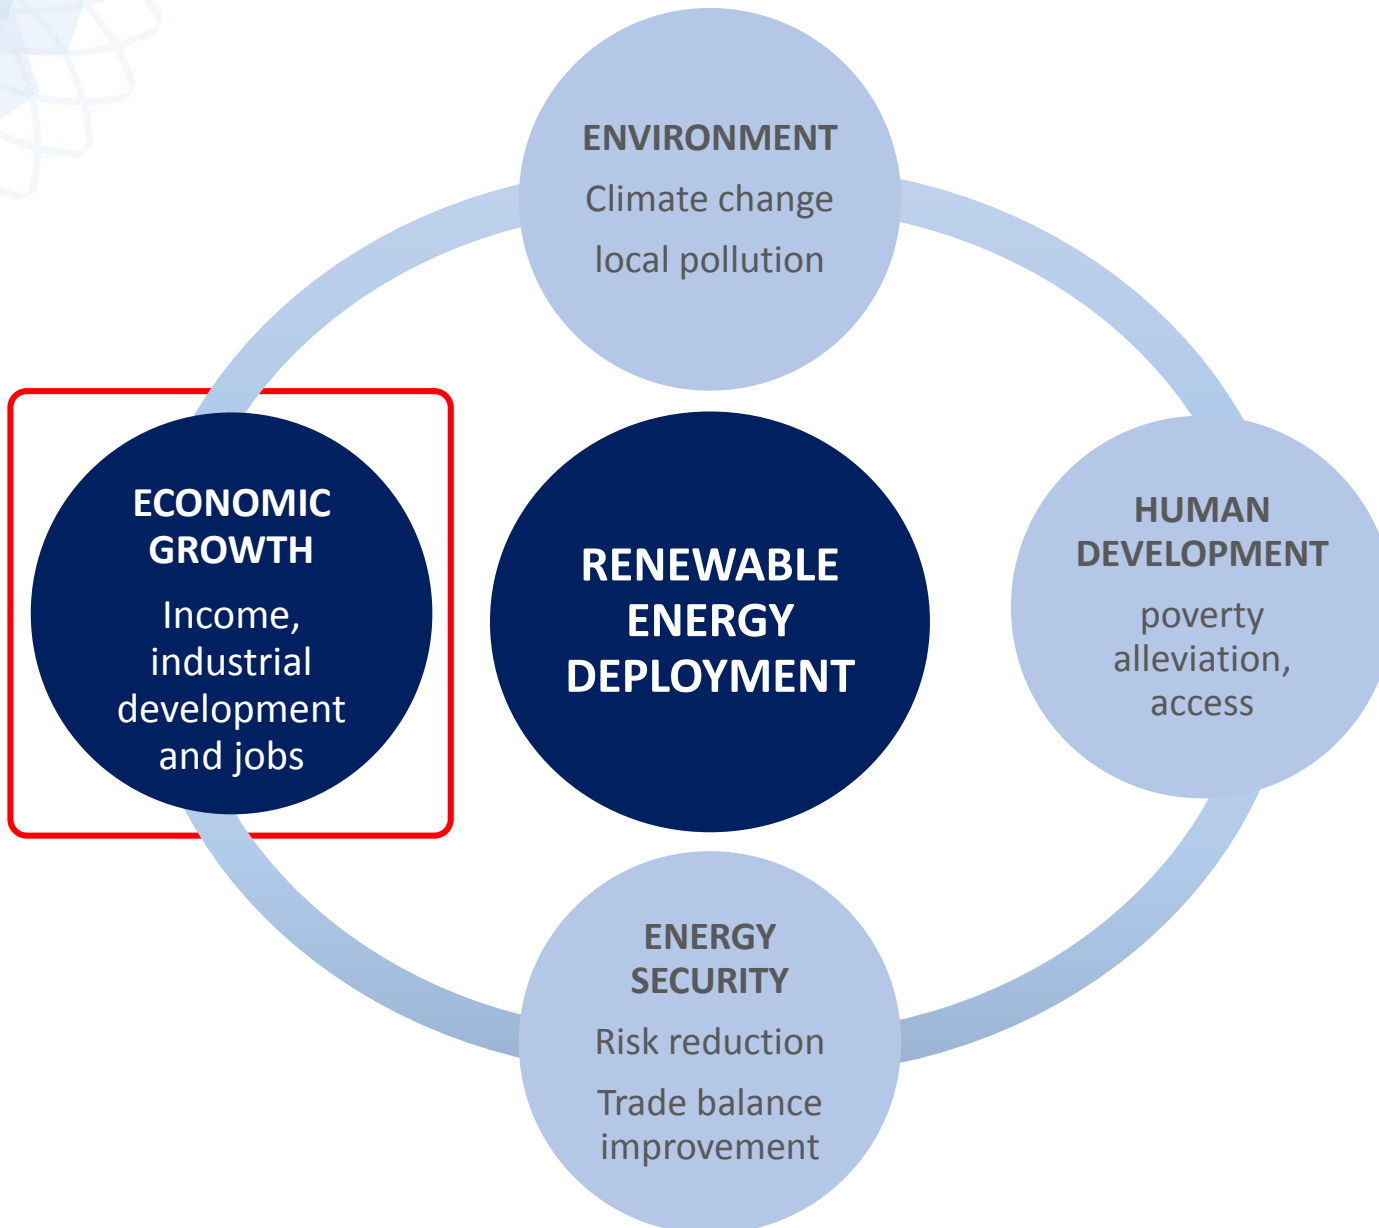 ENVIRONMENT
Climate change
local pollution
ECONOMIC
GROWTH
Income,
industrial
development
and jobs
RENEWABLE
ENERGY
DEPLOYMENT
HUMAN
DEVELOPMENT
poverty
alleviation,
access
ENERGY
SECURITY
Risk reduction
Trade balance
improvement